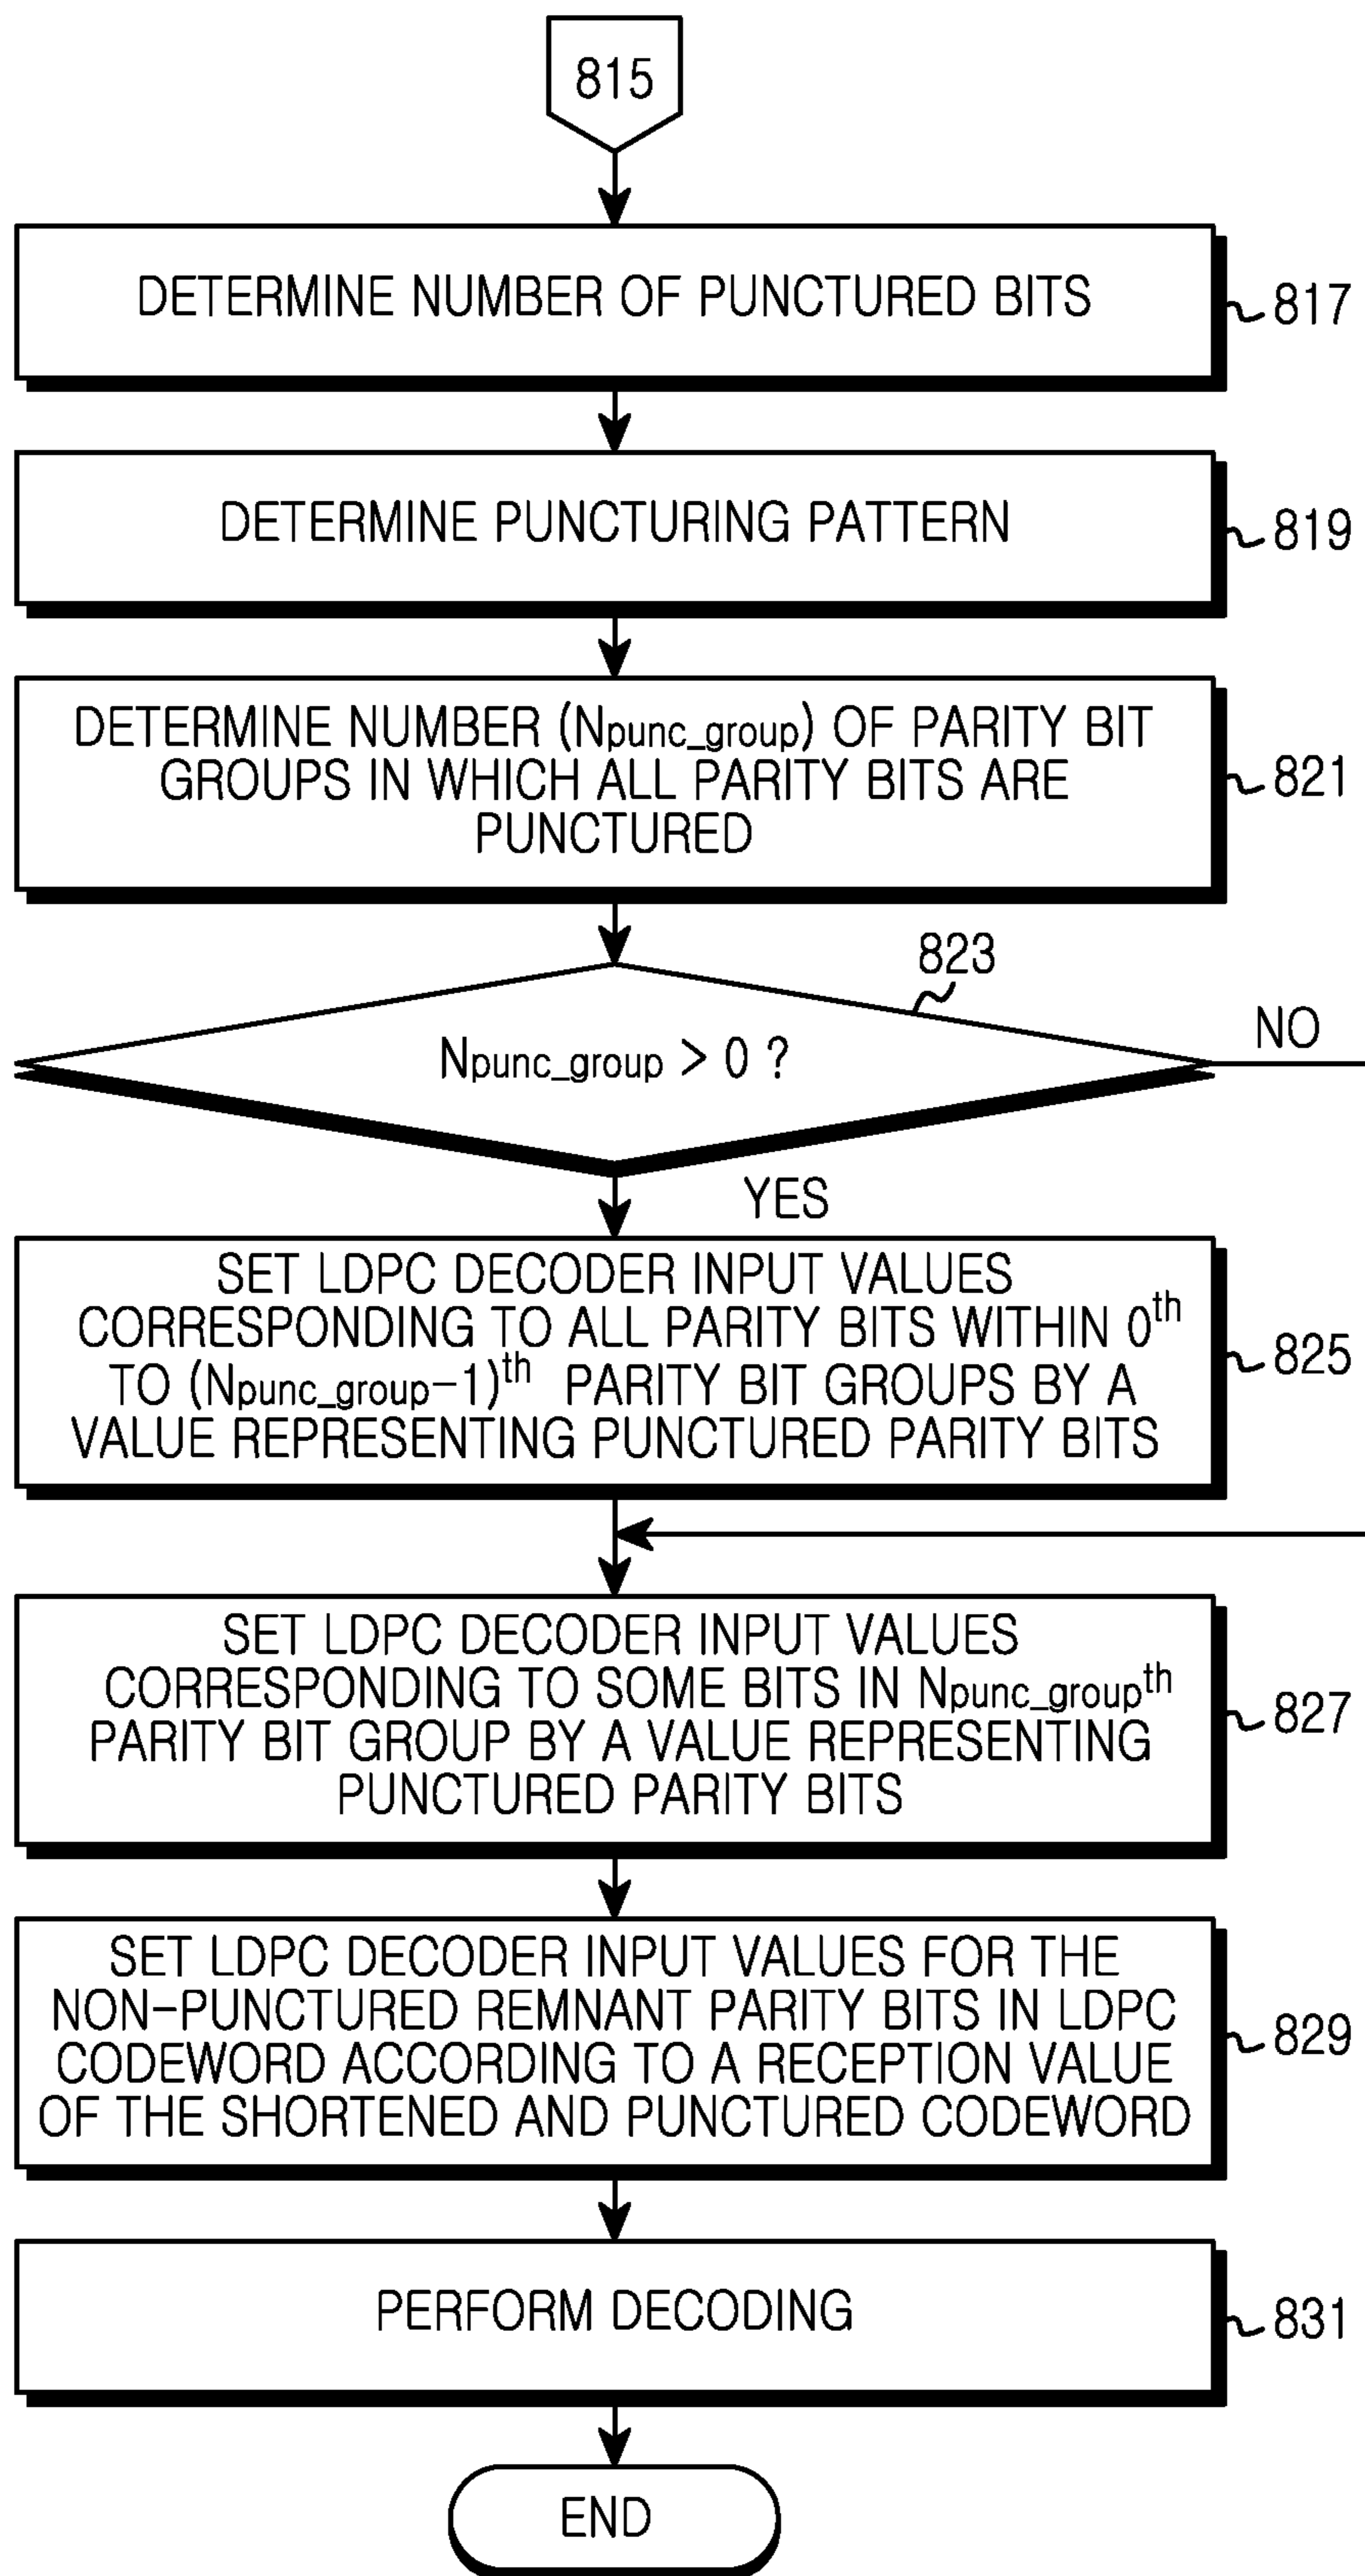 815
DETERMINE NUMBER OF PUNCTURED BITS
817
DETERMINE PUNCTURING PATTERN
819
DETERMINE NUMBER (Npunc_group) OF PARITY BIT
GROUPS IN WHICH ALL PARITY BITS ARE
PUNCTURED
821
823
Npunc_group > 0 ?
NO
YES
SET LDPC DECODER INPUT VALUES
CORRESPONDING TO ALL PARITY BITS WITHIN 0th
TO (Npunc_group-1)th PARITY BIT GROUPS BY A
VALUE REPRESENTING PUNCTURED PARITY BITS
825
SET LDPC DECODER INPUT VALUES
CORRESPONDING TO SOME BITS IN Npunc_groupth
PARITY BIT GROUP BY A VALUE REPRESENTING
PUNCTURED PARITY BITS
827
SET LDPC DECODER INPUT VALUES FOR THE
NON-PUNCTURED REMNANT PARITY BITS IN LDPC
CODEWORD ACCORDING TO A RECEPTION VALUE
OF THE SHORTENED AND PUNCTURED CODEWORD
829
PERFORM DECODING
831
END